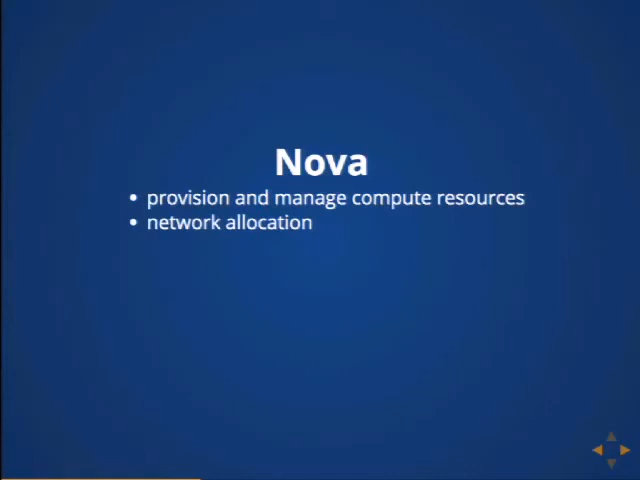 Nova
• provision and manage compute resources
• network allocation